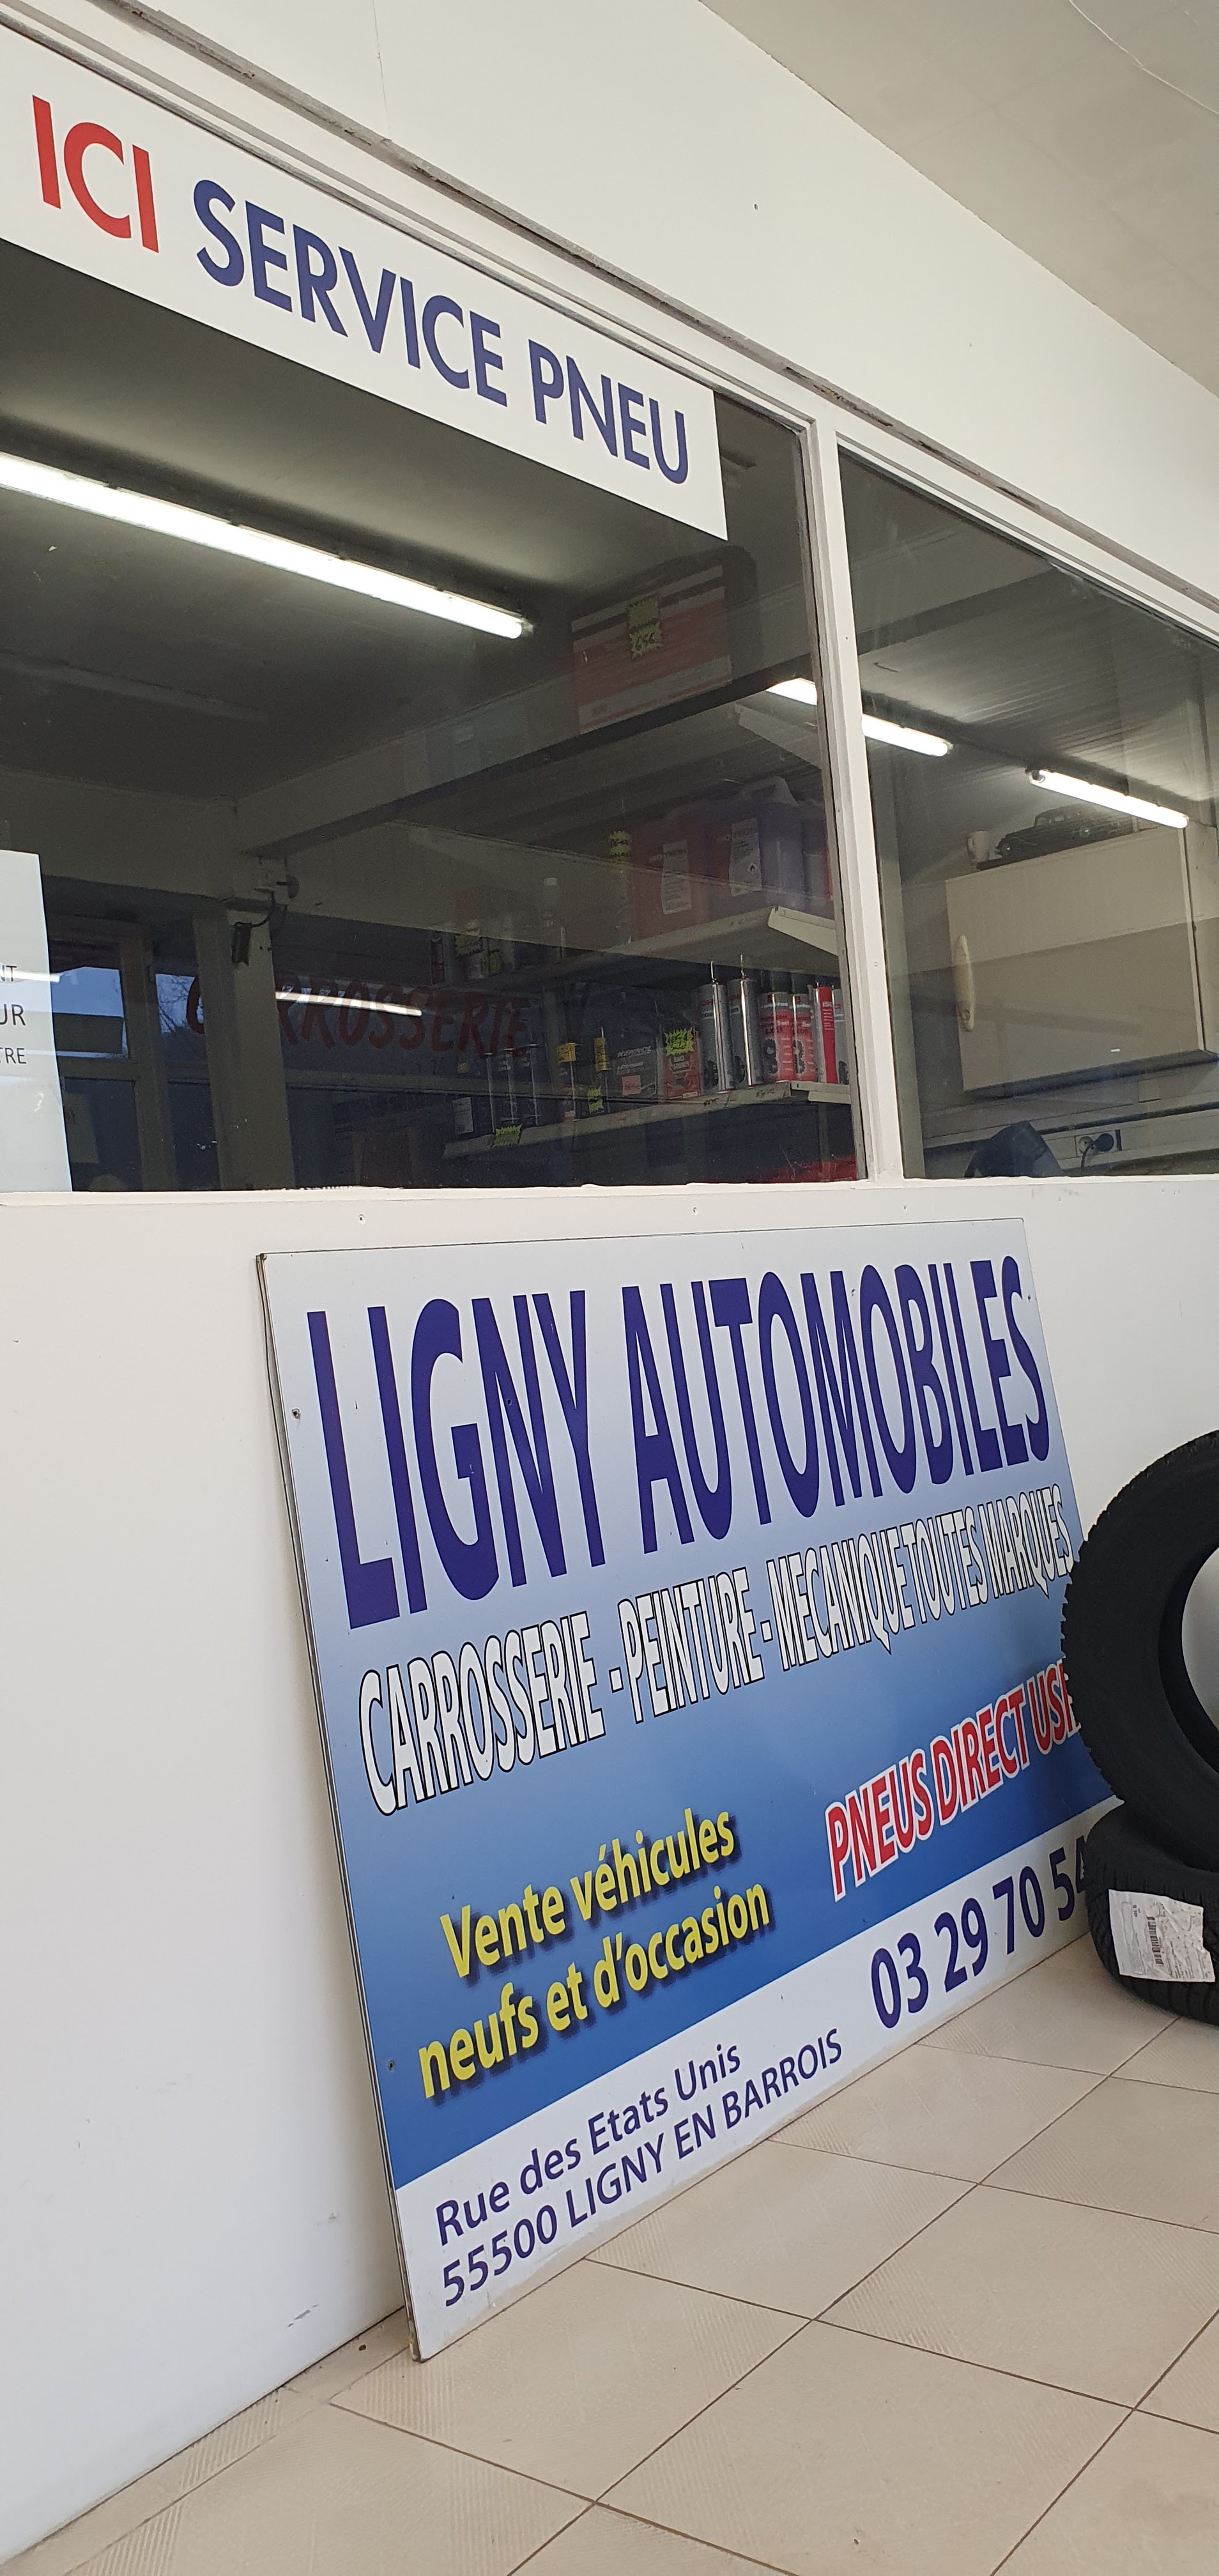 ICI SERVICE PNEU
CARROSSERIE
LIGNY AUTOMOBILES
CARROSSERIE - PEINTURE - MECANIQUE TOUTES MARQUES
PNEUS DIRECT
Vente véhicules
neufs et d'occasion
03 29 70 54
Rue des Etats Unis
55500 LIGNY EN BARROIS